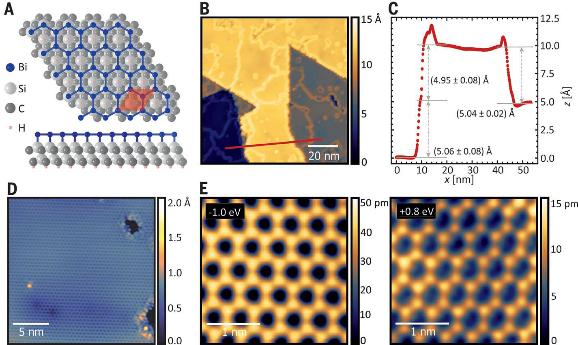 A
Bi
Si
C
H
B
20 nm
15 Å
10
5
0
C
(4.95 ± 0.08) Å
(5.04 ± 0.02) Å
(5.06 ± 0.08) Å
12.5
10.0
7.5
5.0
2.5
0.0
z [nm]
0 10 20 30 40 50
x [nm]
D
5 nm
2.0 Å
1.5
1.0
0.5
0.0
E
-1.0 eV
1 nm
50 pm
40
30
20
10
0
+0.8 eV
1 nm
15 pm
10
5
0